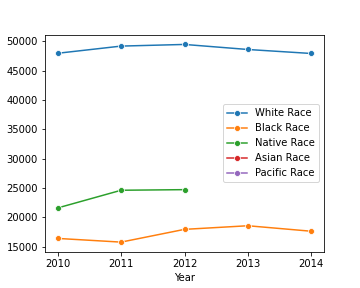 50000
45000
40000
35000
30000
25000
20000
15000
White Race
Black Race
Native Race
Asian Race
Pacific Race
2010 2011 2012 2013 2014
Year